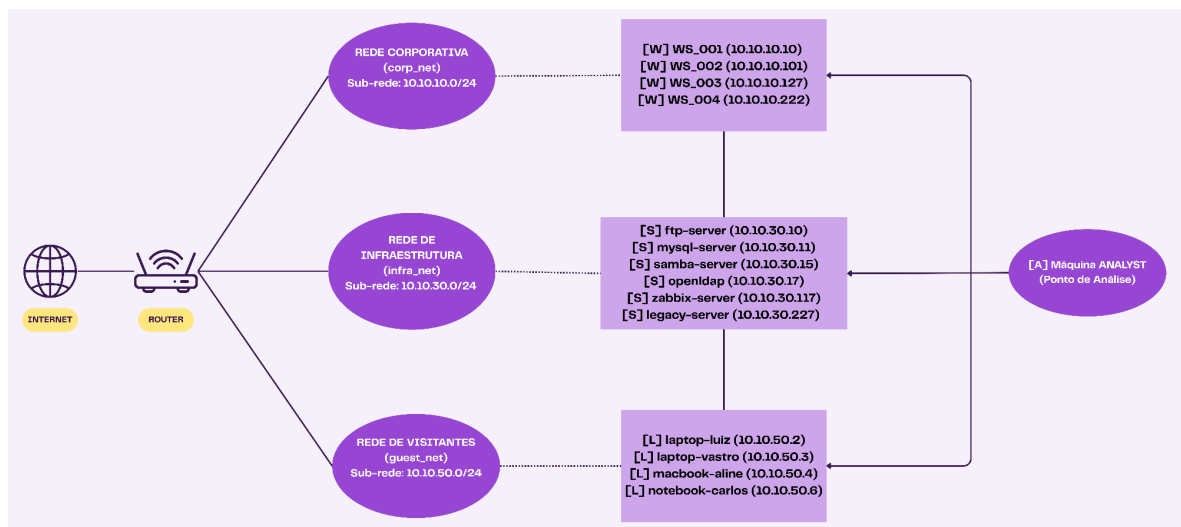 REDE CORPORATIVA
(corp_net)
Sub-rede: 10.10.10.0/24
[W] WS_001 (10.10.10.10)
[W] WS_002 (10.10.10.101)
[W] WS_003 (10.10.10.127)
[W] WS_004 (10.10.10.222)
INTERNET
ROUTER
REDE DE
INFRAESTRUTURA
(infra_net)
Sub-rede: 10.10.30.0/24
[S] ftp-server (10.10.30.10)
[S] mysql-server (10.10.30.11)
[S] samba-server (10.10.30.15)
[S] openldap (10.10.30.17)
[S] zabbix-server (10.10.30.117)
[S] legacy-server (10.10.30.227)
[A] Máquina ANALYST
(Ponto de Análise)
REDE DE VISITANTES
(guest_net)
Sub-rede: 10.10.50.0/24
[L] laptop-luiz (10.10.50.2)
[L] laptop-vastro (10.10.50.3)
[L] macbook-aline (10.10.50.4)
[L] notebook-carlos (10.10.50.6)